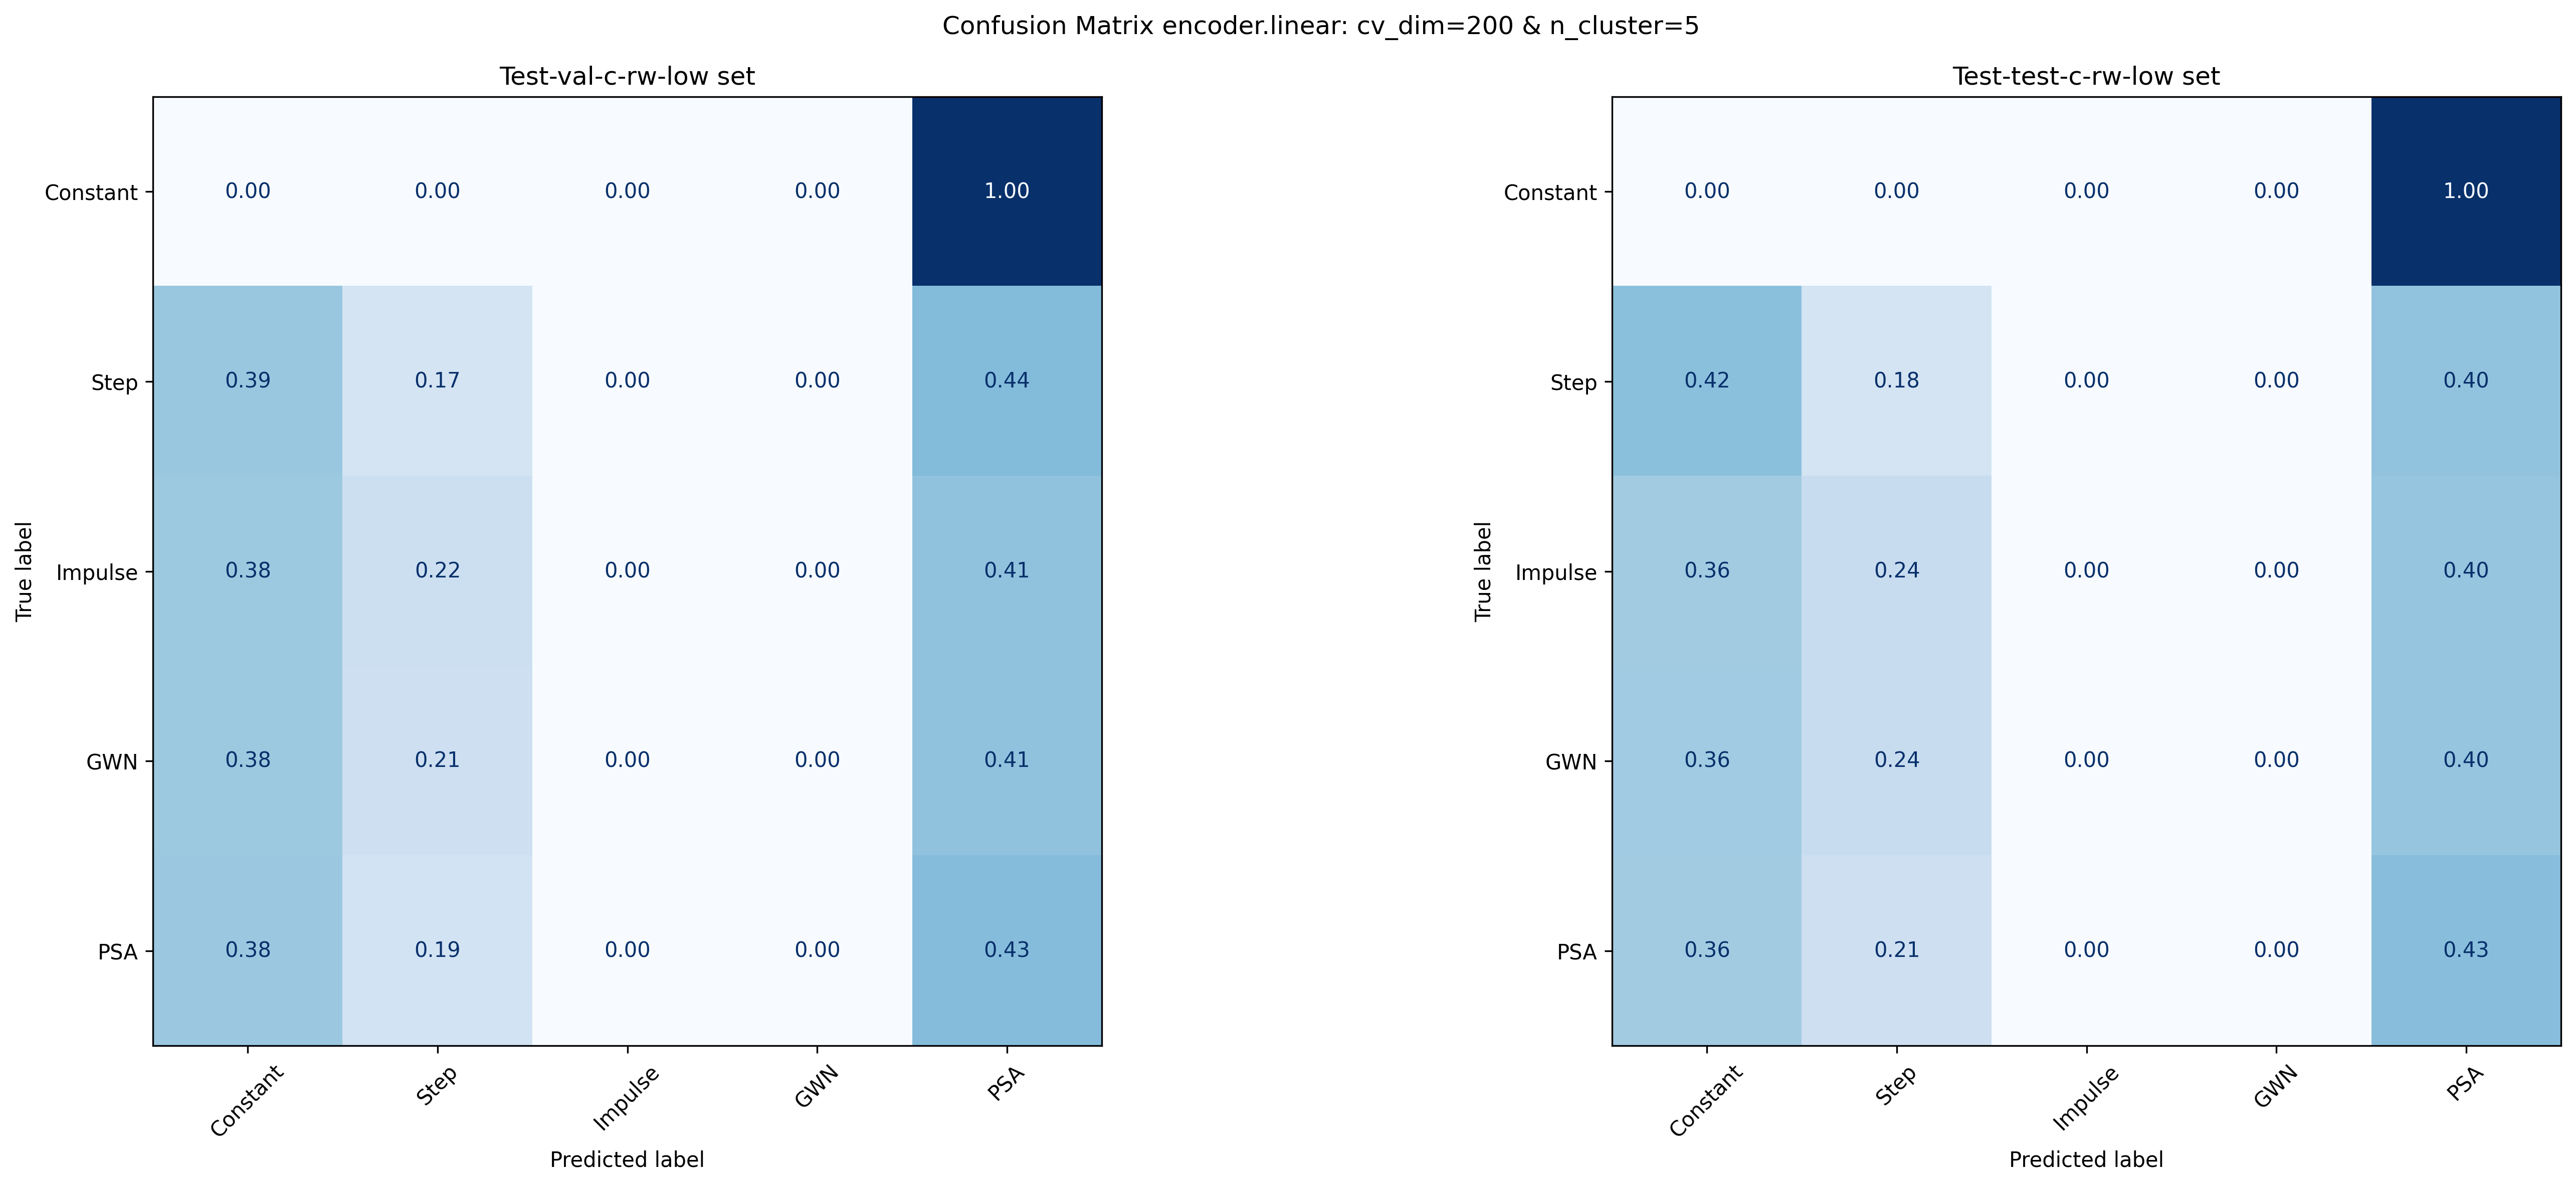 Confusion Matrix encoder.linear: cv_dim=200 & n_cluster=5
Test-val-c-rw-low set
True label
Constant 0.00 0.00 0.00 0.00 1.00
Step 0.39 0.17 0.00 0.00 0.44
Impulse 0.38 0.22 0.00 0.00 0.41
GWN 0.38 0.21 0.00 0.00 0.41
PSA 0.38 0.19 0.00 0.00 0.43
Constant Step Impulse GWN PSA
Predicted label
Test-test-c-rw-low set
True label
Constant 0.00 0.00 0.00 0.00 1.00
Step 0.42 0.18 0.00 0.00 0.40
Impulse 0.36 0.24 0.00 0.00 0.40
GWN 0.36 0.24 0.00 0.00 0.40
PSA 0.36 0.21 0.00 0.00 0.43
Constant Step Impulse GWN PSA
Predicted label